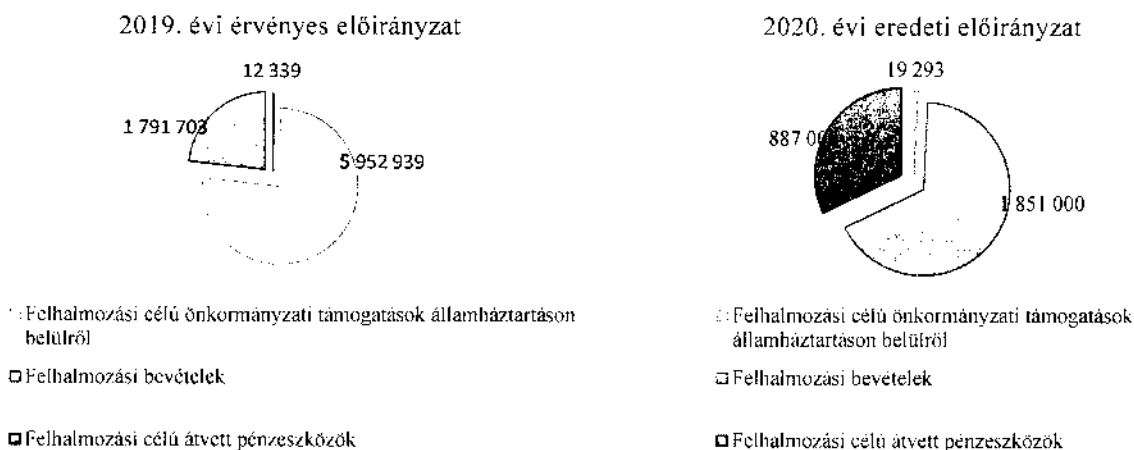 2019. évi érvényes előirányzat
12 339
1 791 703
5 952 939
Felhalmozási célú önkormányzati támogatások államháztartáson
belülről
Felhalmozási bevételek
Felhalmozási célú átvett pénzeszközök
2020. évi eredeti előirányzat
19 293
887 00
1 851 000
Felhalmozási célú önkormányzati támogatások
államháztartáson belülről
Felhalmozási bevételek
Felhalmozási célú átvett pénzeszközök